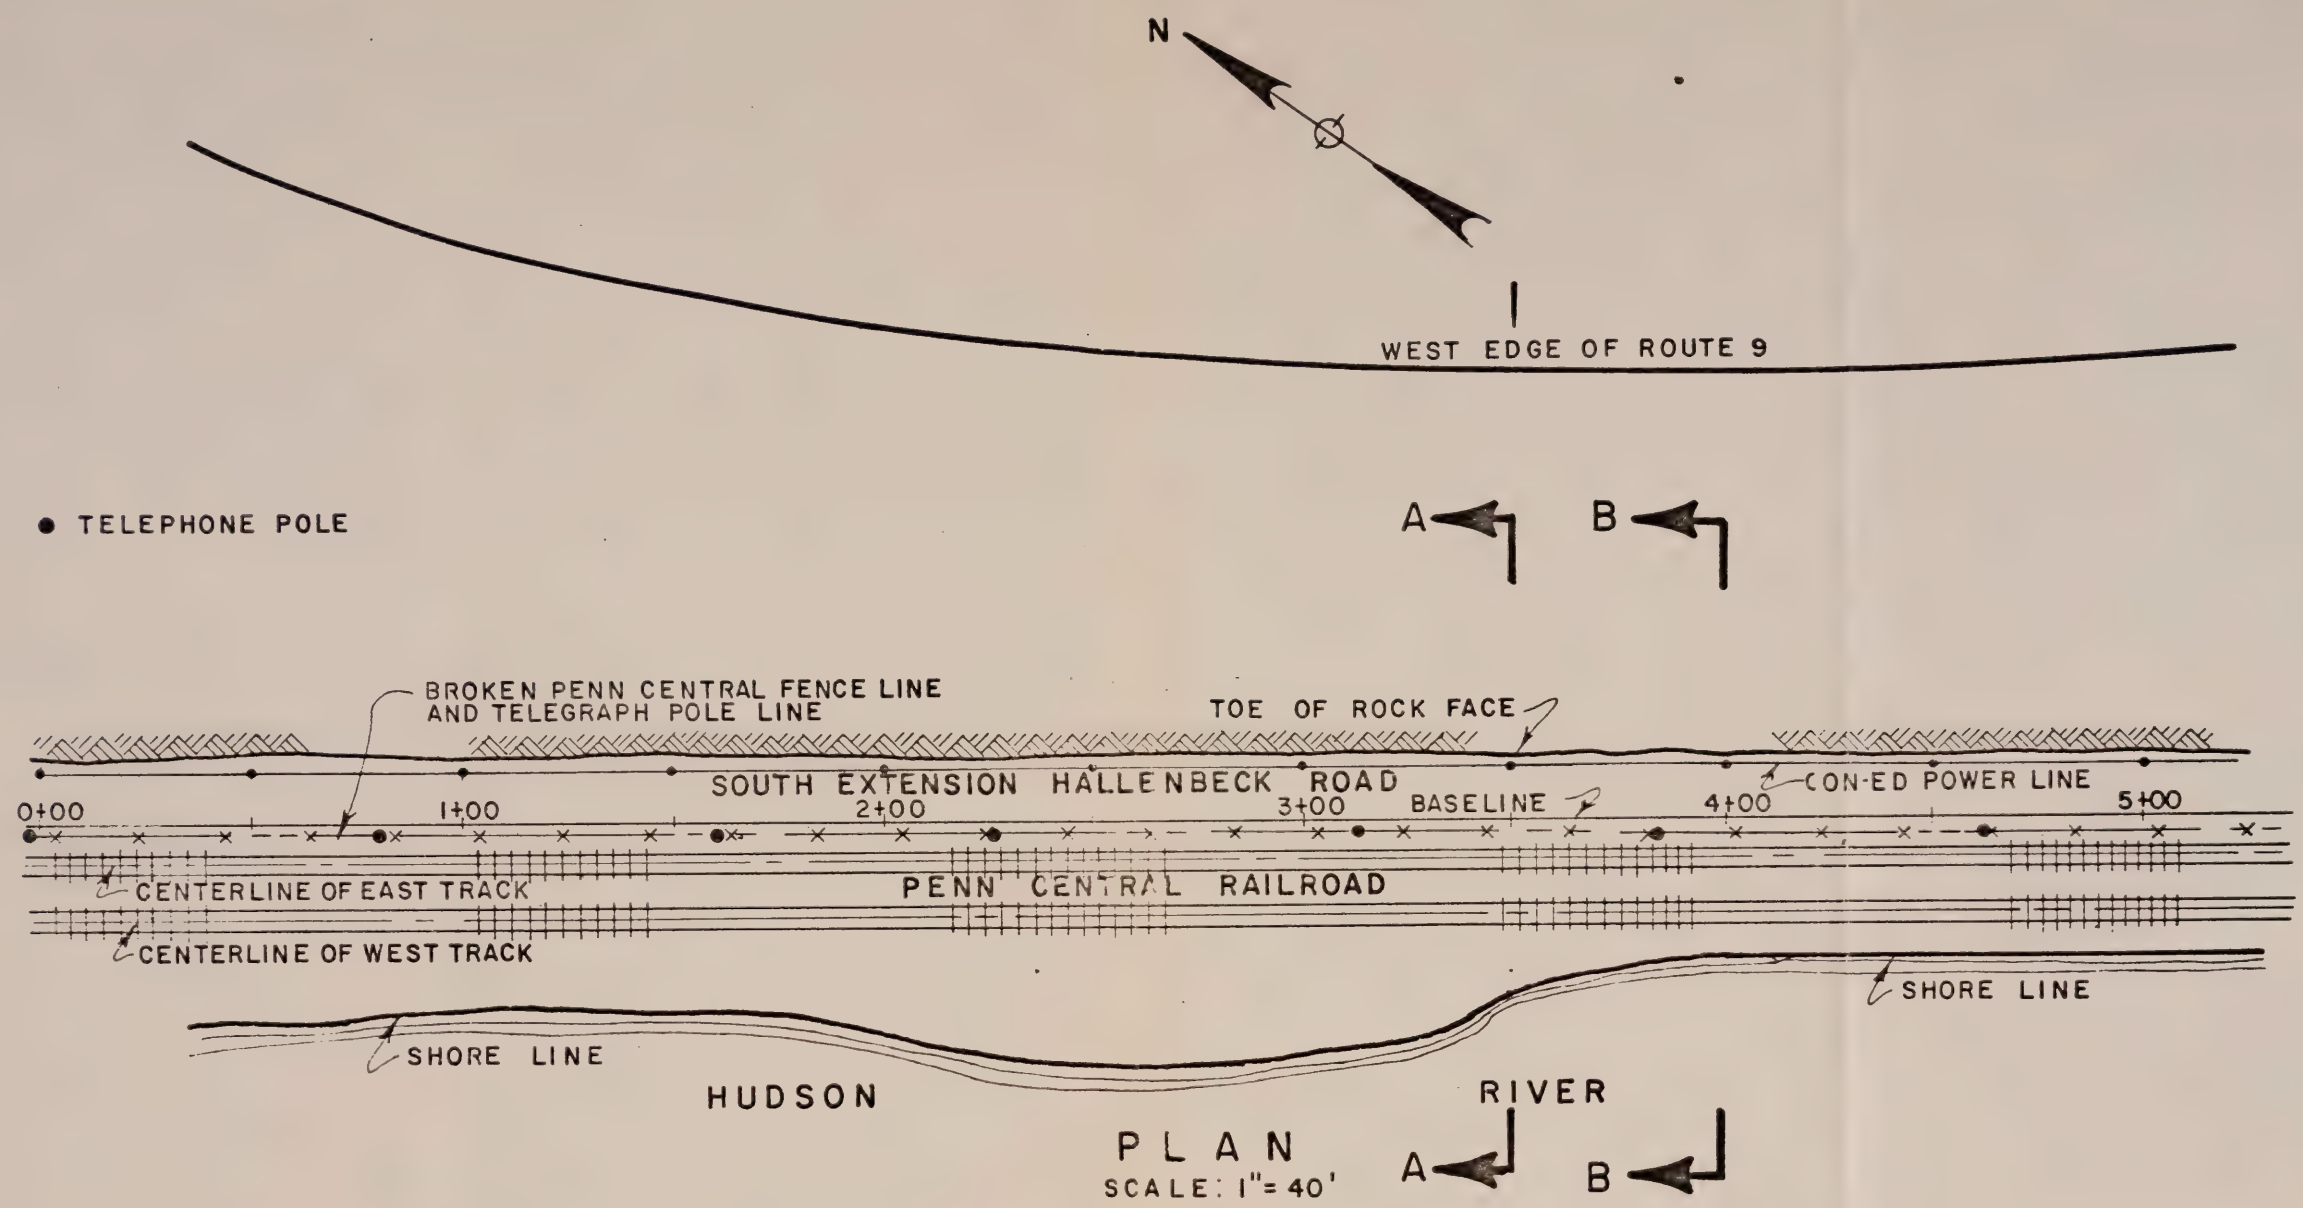 N
WEST EDGE OF ROUTE 9
A B
TELEPHONE POLE
BROKEN PENN CENTRAL FENCE LINE
AND TELEGRAPH POLE LINE
TOE OF ROCK FACE
SOUTH EXTENSION HALLENBECK ROAD
CON-ED POWER LINE
0+00 1+00 2+00 3+00 BASELINE 4+00 5+00
CENTERLINE OF EAST TRACK
PENN CENTRAL RAILROAD
CENTERLINE OF WEST TRACK
SHORE LINE
SHORE LINE
HUDSON RIVER
PLAN
SCALE: 1"= 40'
A B